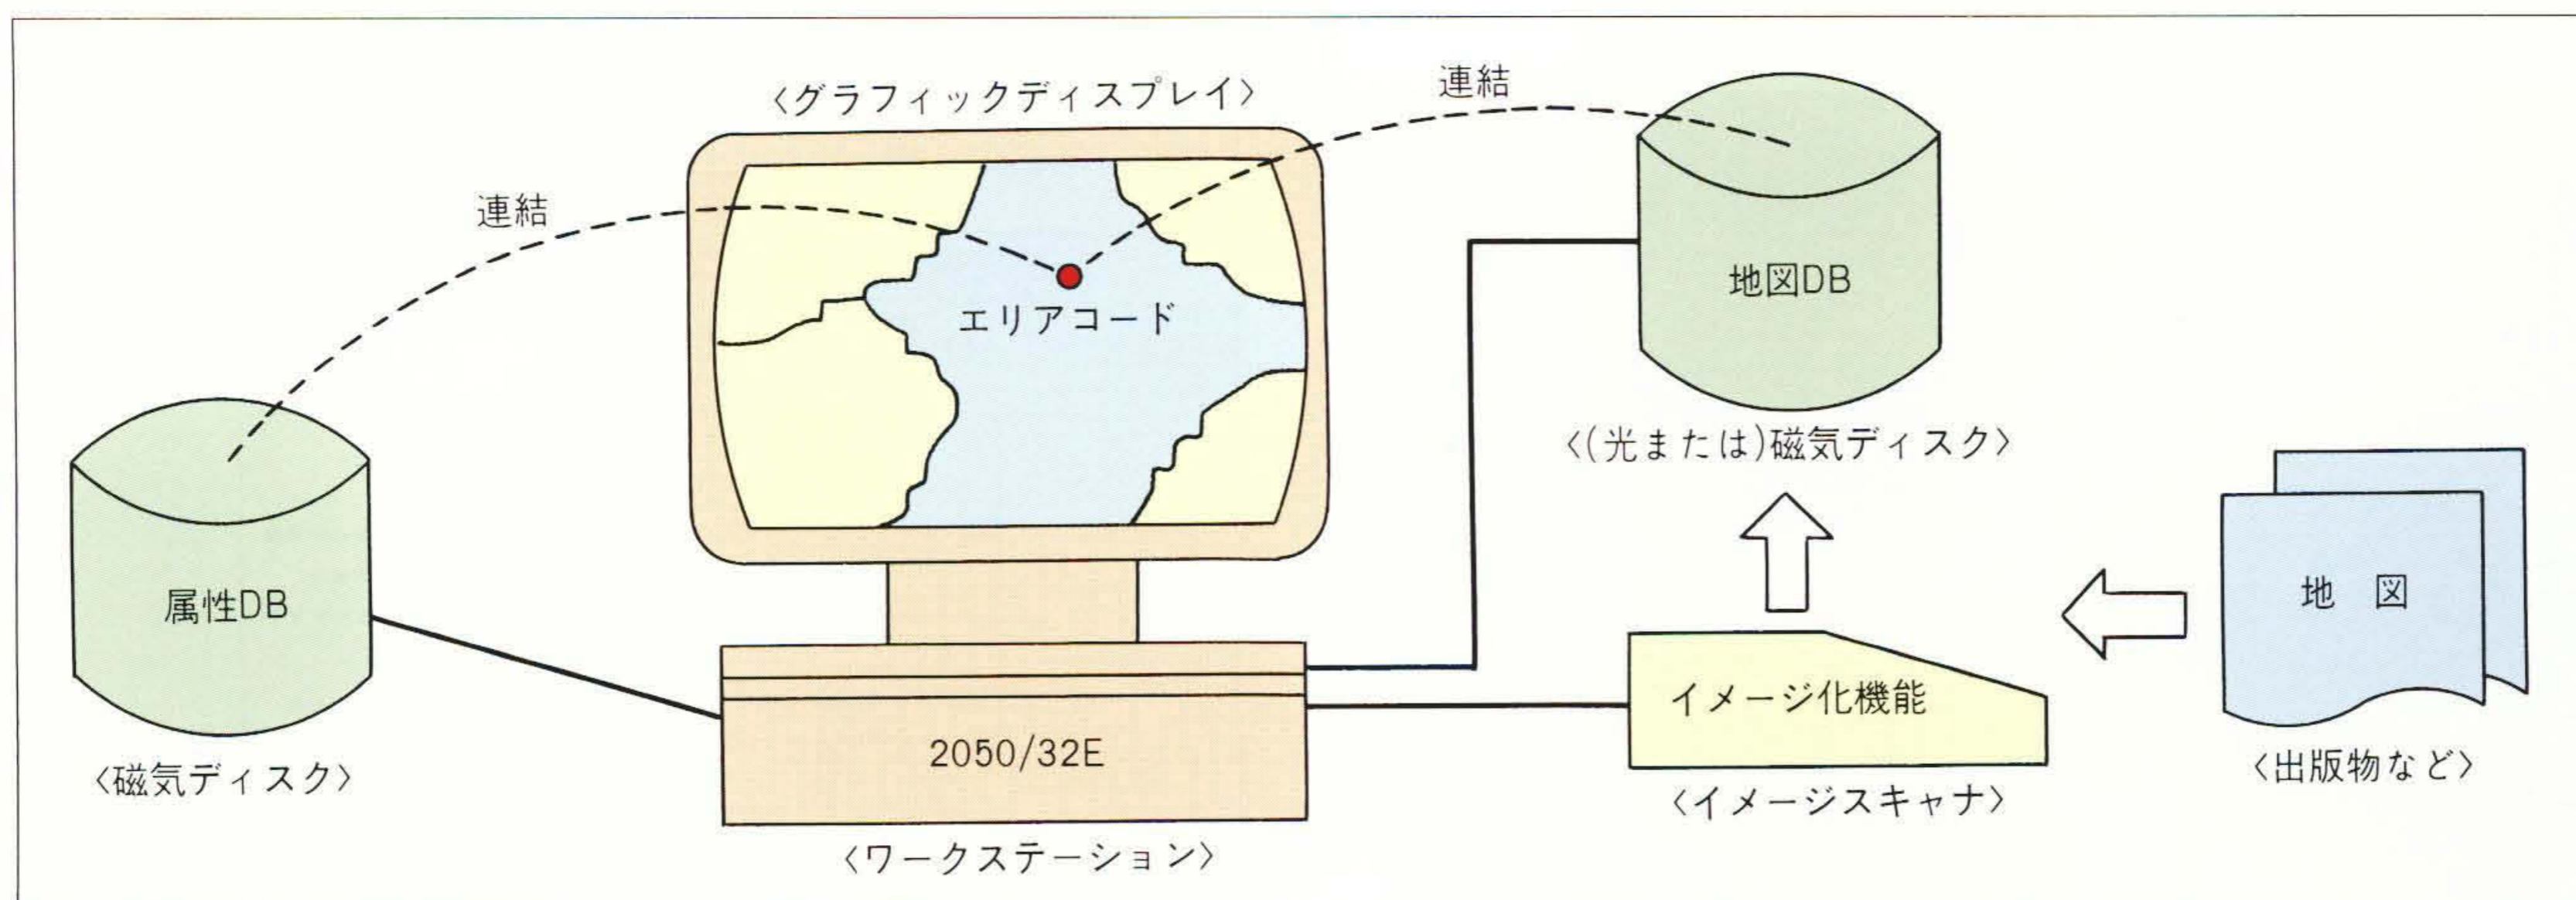 〈グラフィックディスプレイ〉
連結
連結
エリアコード
地図DB
〈(光または)磁気ディスク〉
属性DB
〈磁気ディスク〉
2050/32E
〈ワークステーション〉
イメージ化機能
〈イメージスキャナ〉
地 図
〈出版物など〉